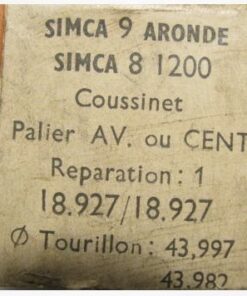 SIMCA 9 ARONDE
SIMCA 8 1200
Coussinet
Palier AV. ou CENT
Reparation: 1
18.927/18.927
Ø Tourillon: 43,997
43.982